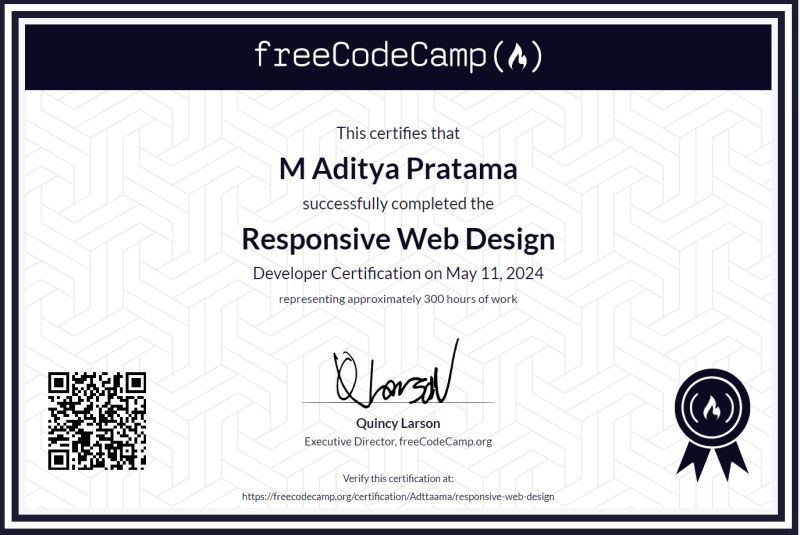 freeCodeCamp(🔥)
This certifies that
M Aditya Pratama
successfully completed the
Responsive Web Design
Developer Certification on May 11, 2024
representing approximately 300 hours of work
QLarson
Quincy Larson
Executive Director, freeCodeCamp.org
Verify this certification at:
https://freecodecamp.org/certification/Adttaama/responsive-web-design